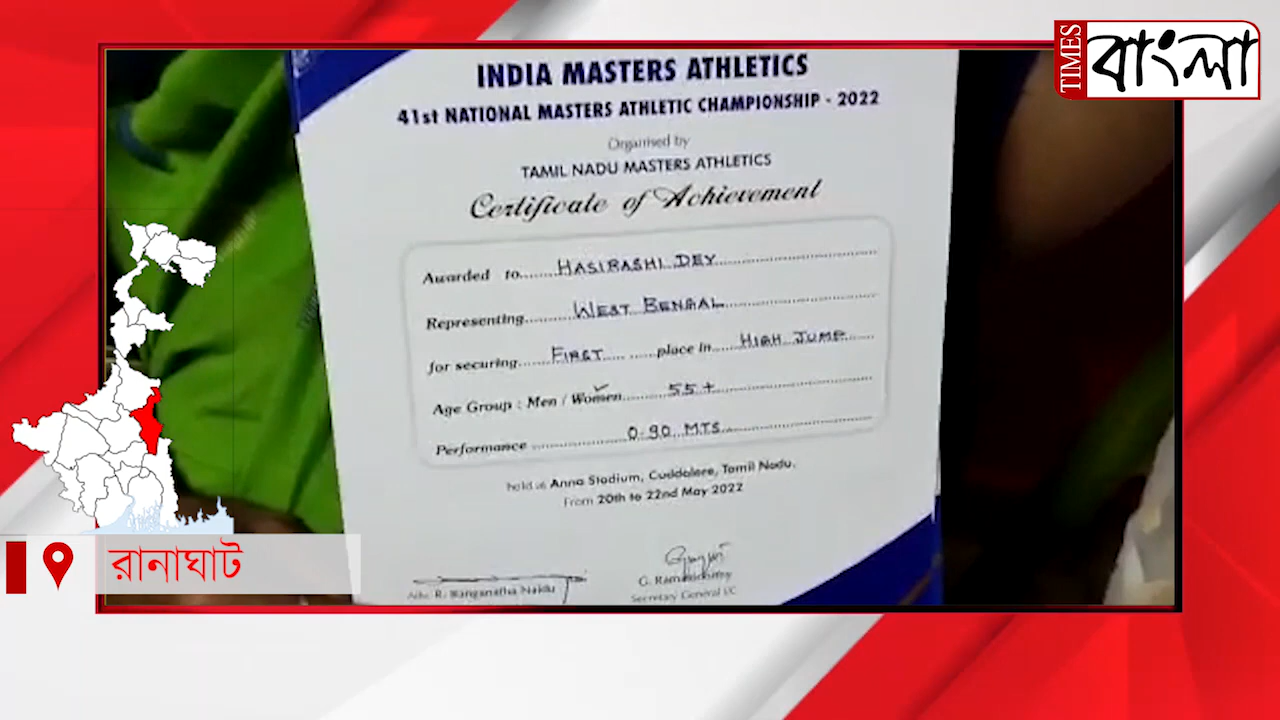 TIMES
বাংলা
INDIA MASTERS ATHLETICS
41st NATIONAL MASTERS ATHLETIC CHAMPIONSHIP - 2022
Organised by
TAMIL NADU MASTERS ATHLETICS
Certificate of Achievement
Awarded to......HASIRASHI DEY......
Representing......WEST BENGAL......
for securing......FIRST......place in......HIGH JUMP......
Age Group : Men / Women......55+......
Performance......0.90 MTS......
held at Anna Stadium, Cuddalore, Tamil Nadu.
From 20th to 22nd May 2022
R. Ranganatha Naidu
G.
Secretary General I/C
রানাঘাট